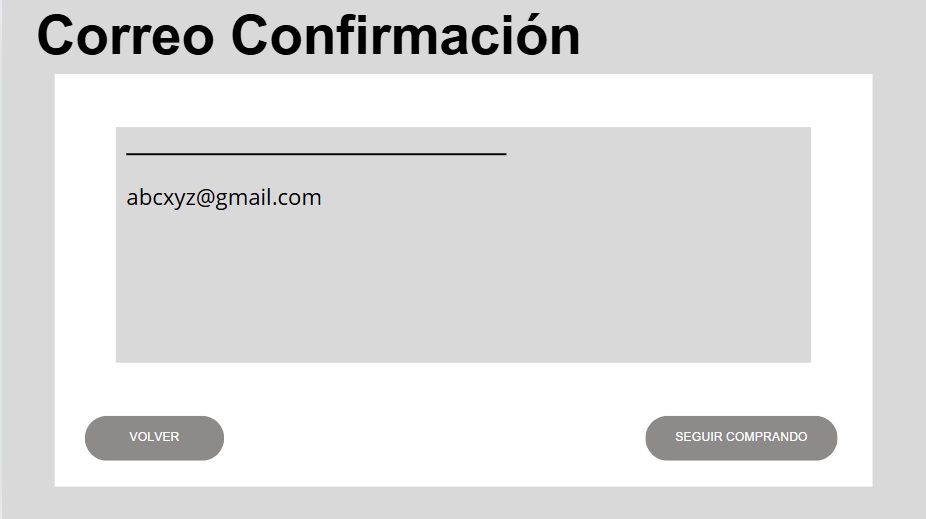 Correo Confirmación
abcxyz@gmail.com
VOLVER
SEGUIR COMPRANDO